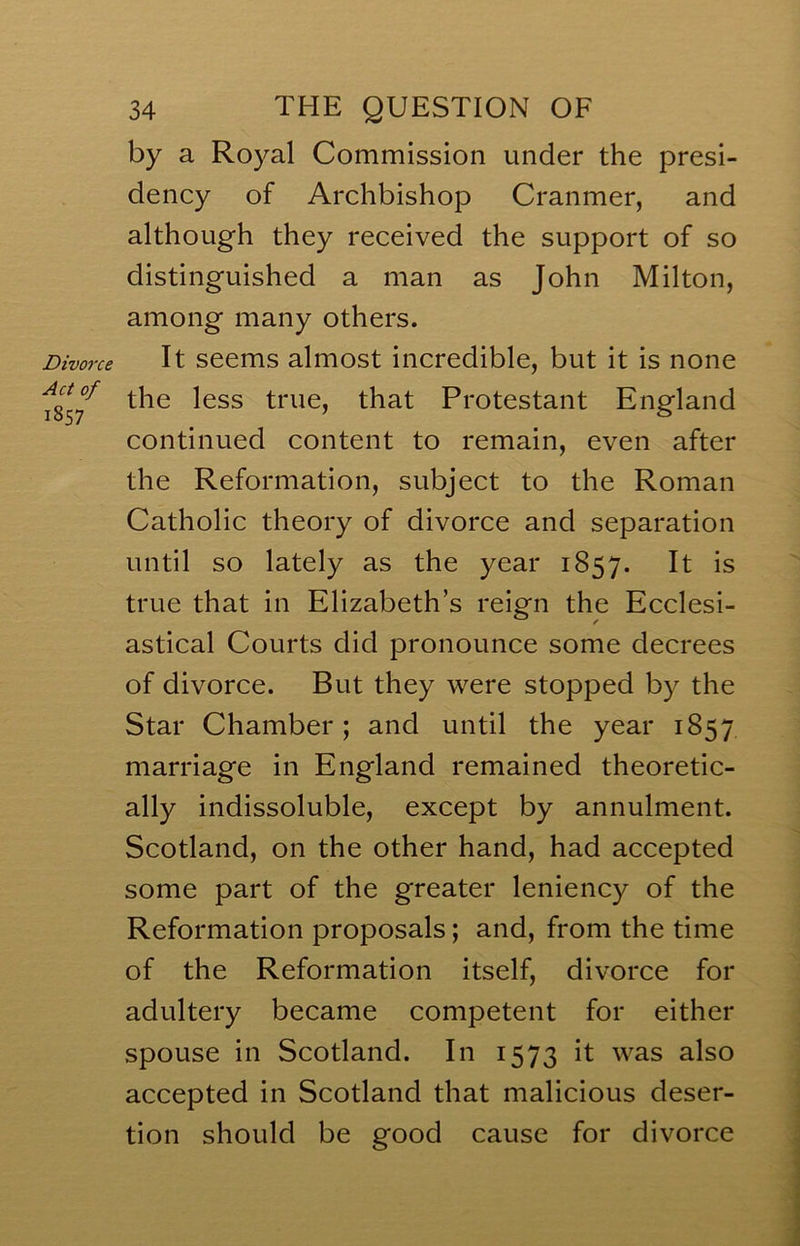 34 THE QUESTION OF
by a Royal Commission under the presi-
dency of Archbishop Cranmer, and
although they received the support of so
distinguished a man as John Milton,
among many others.
Divorce
Act of
1857
It seems almost incredible, but it is none
the less true, that Protestant England
continued content to remain, even after
the Reformation, subject to the Roman
Catholic theory of divorce and separation
until so lately as the year 1857. It is
true that in Elizabeth's reign the Ecclesi-
astical Courts did pronounce some decrees
of divorce. But they were stopped by the
Star Chamber; and until the year 1857
marriage in England remained theoretic-
ally indissoluble, except by annulment.
Scotland, on the other hand, had accepted
some part of the greater leniency of the
Reformation proposals; and, from the time
of the Reformation itself, divorce for
adultery became competent for either
spouse in Scotland. In 1573 it was also
accepted in Scotland that malicious deser-
tion should be good cause for divorce